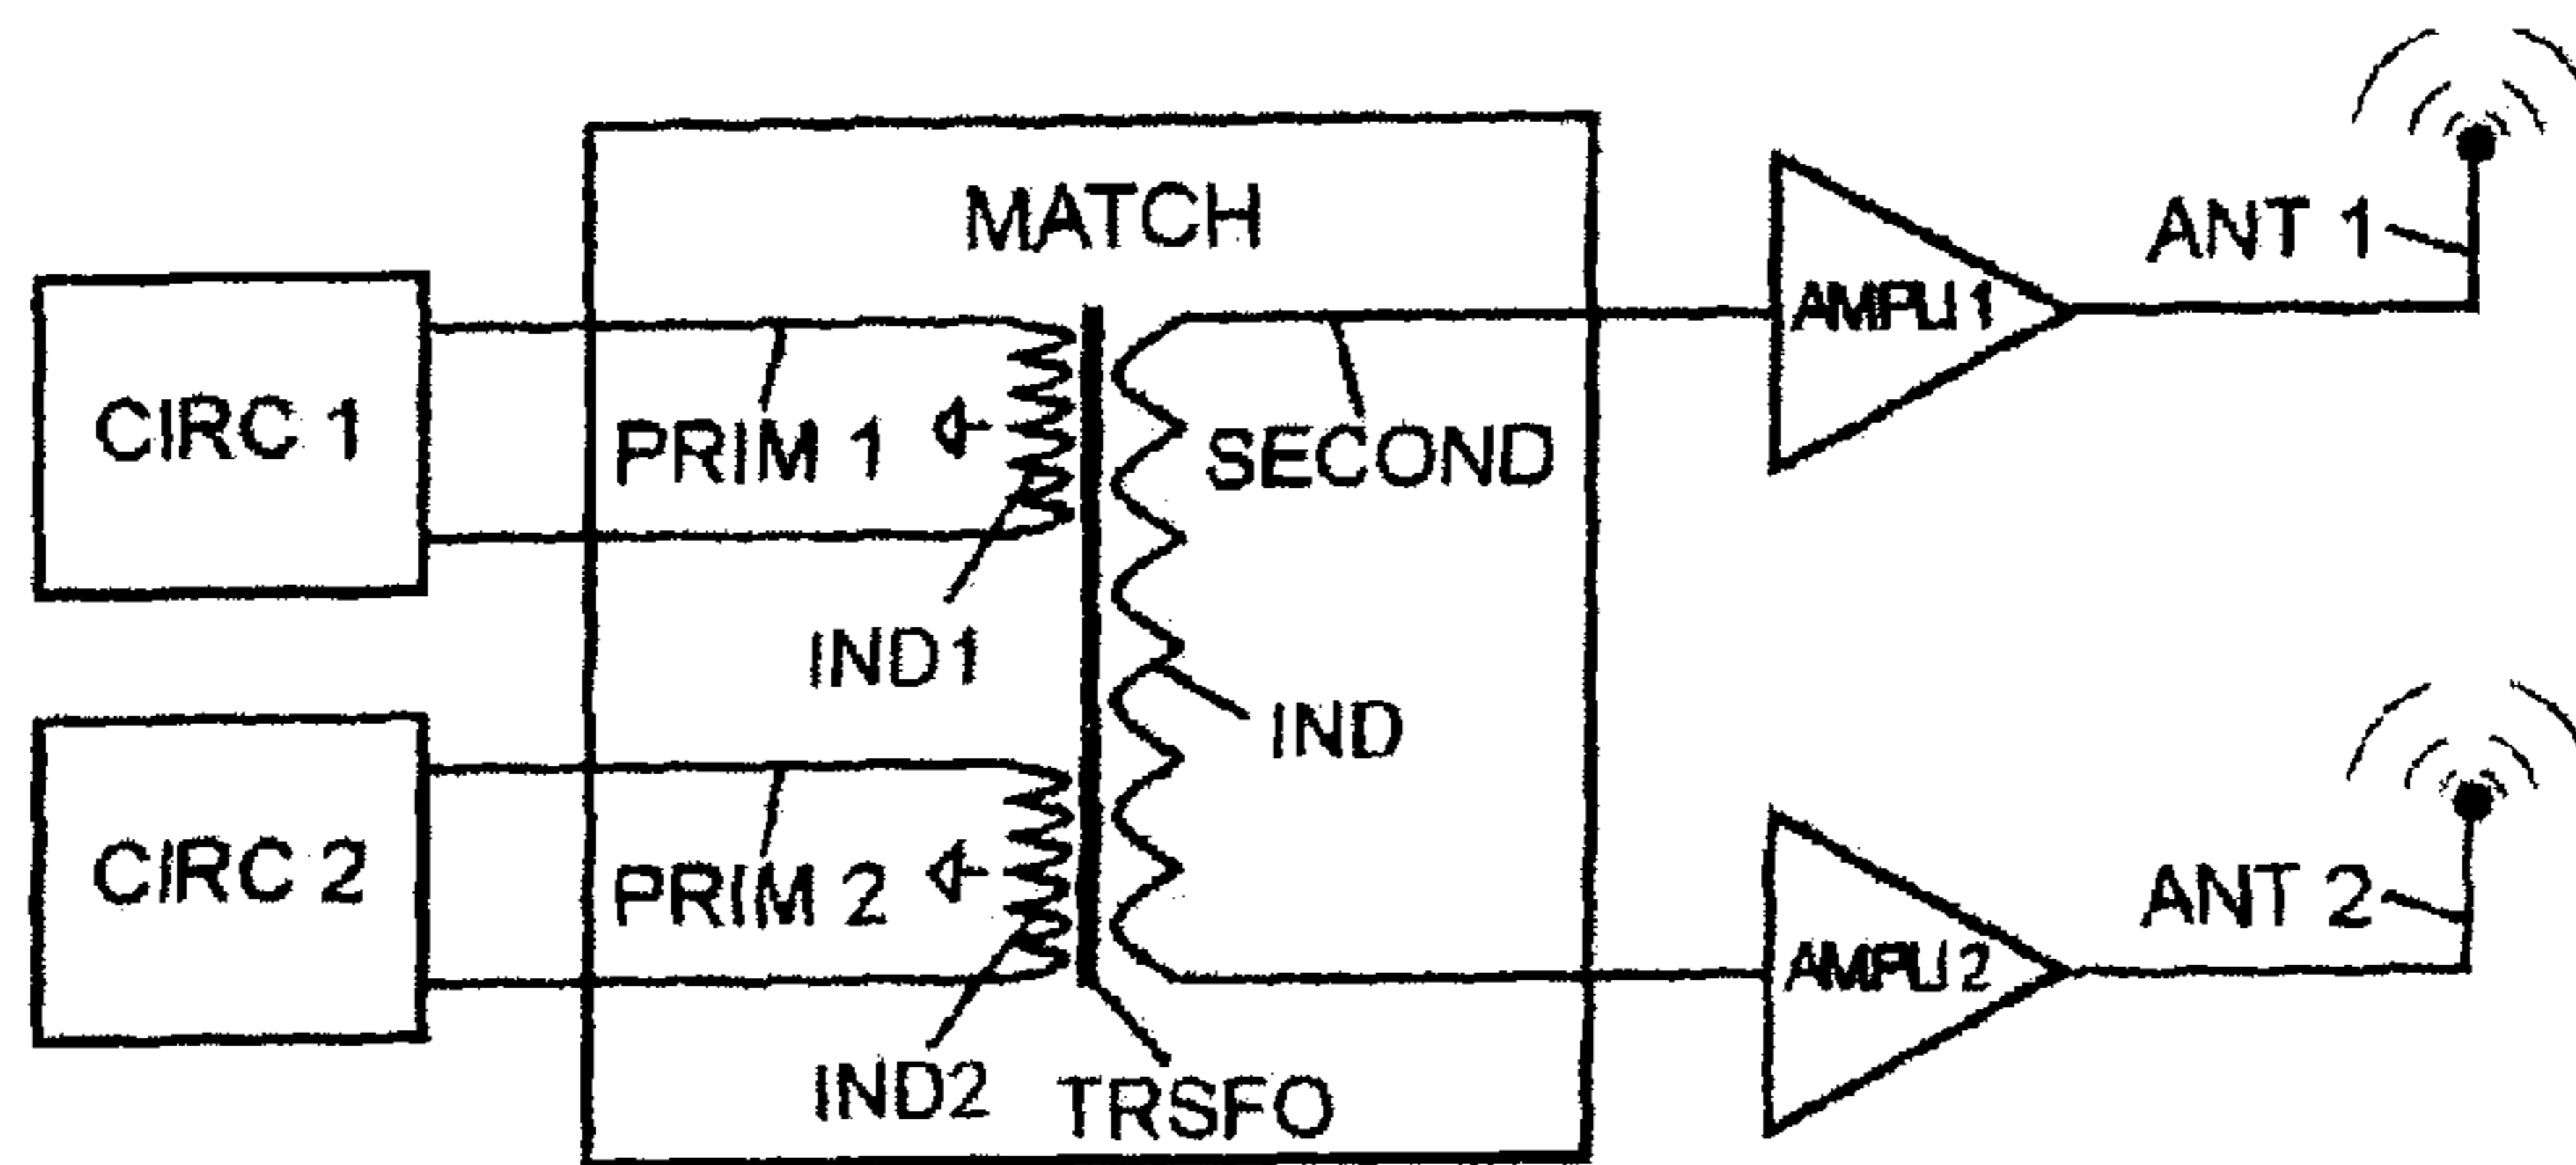 MATCH
ANT 1
AMPLI 1
CIRC 1
PRIM 1
SECOND
IND1
IND
CIRC 2
PRIM 2
ANT 2
AMPLI 2
IND2
TRSFO